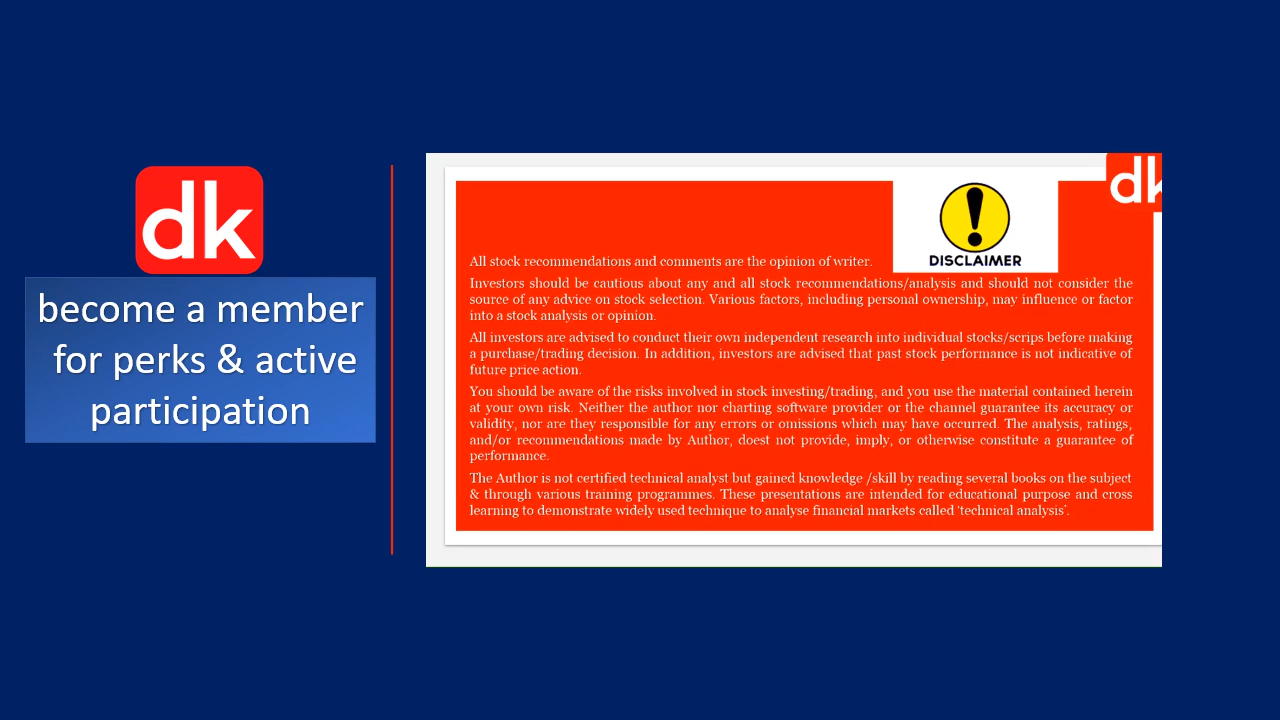 dk
become a member
for perks & active
participation
dk
DISCLAIMER
All stock recommendations and comments are the opinion of writer.
Investors should be cautious about any and all stock recommendations/analysis and should not consider the
source of any advice on stock selection. Various factors, including personal ownership, may influence or factor
into a stock analysis or opinion.
All investors are advised to conduct their own independent research into individual stocks/scrips before making
a purchase/trading decision. In addition, investors are advised that past stock performance is not indicative of
future price action.
You should be aware of the risks involved in stock investing/trading, and you use the material contained herein
at your own risk. Neither the author nor charting software provider or the channel guarantee its accuracy or
validity, nor are they responsible for any errors or omissions which may have occurred. The analysis, ratings,
and/or recommendations made by Author, doest not provide, imply, or otherwise constitute a guarantee of
performance.
The Author is not certified technical analyst but gained knowledge /skill by reading several books on the subject
& through various training programmes. These presentations are intended for educational purpose and cross
learning to demonstrate widely used technique to analyse financial markets called 'technical analysis'.